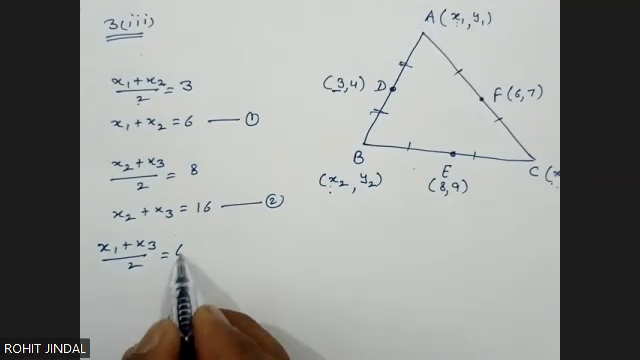 3(iii)
x₁+x₂/2 = 3
x₁+x₂ = 6 —— ①
x₂+x₃/2 = 8
x₂+x₃ = 16 —— ②
x₁+x₃/2 =
A(x₁,y₁)
(3,4) D
F(6,7)
B
(x₂,y₂)
E
(8,9)
C(x
ROHIT JINDAL